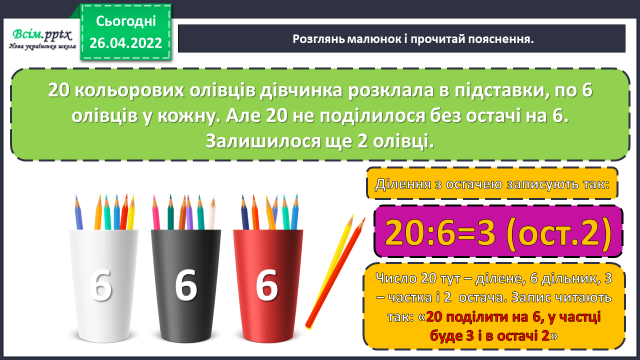 Всім.pptx
Нова українська школа
Сьогодні
26.04.2022
Розглянь малюнок і прочитай пояснення.
20 кольорових олівців дівчинка розклала в підставки, по 6
олівців у кожну. Але 20 не поділилося без остачі на 6.
Залишилося ще 2 олівці.
Ділення з остачею записують так:
20:6=3 (ост.2)
6
6
6
Число 20 тут – ділене, 6 дільник, 3
– частка і 2 остача. Запис читають
так: «20 поділити на 6, у частці
буде 3 і в остачі 2»